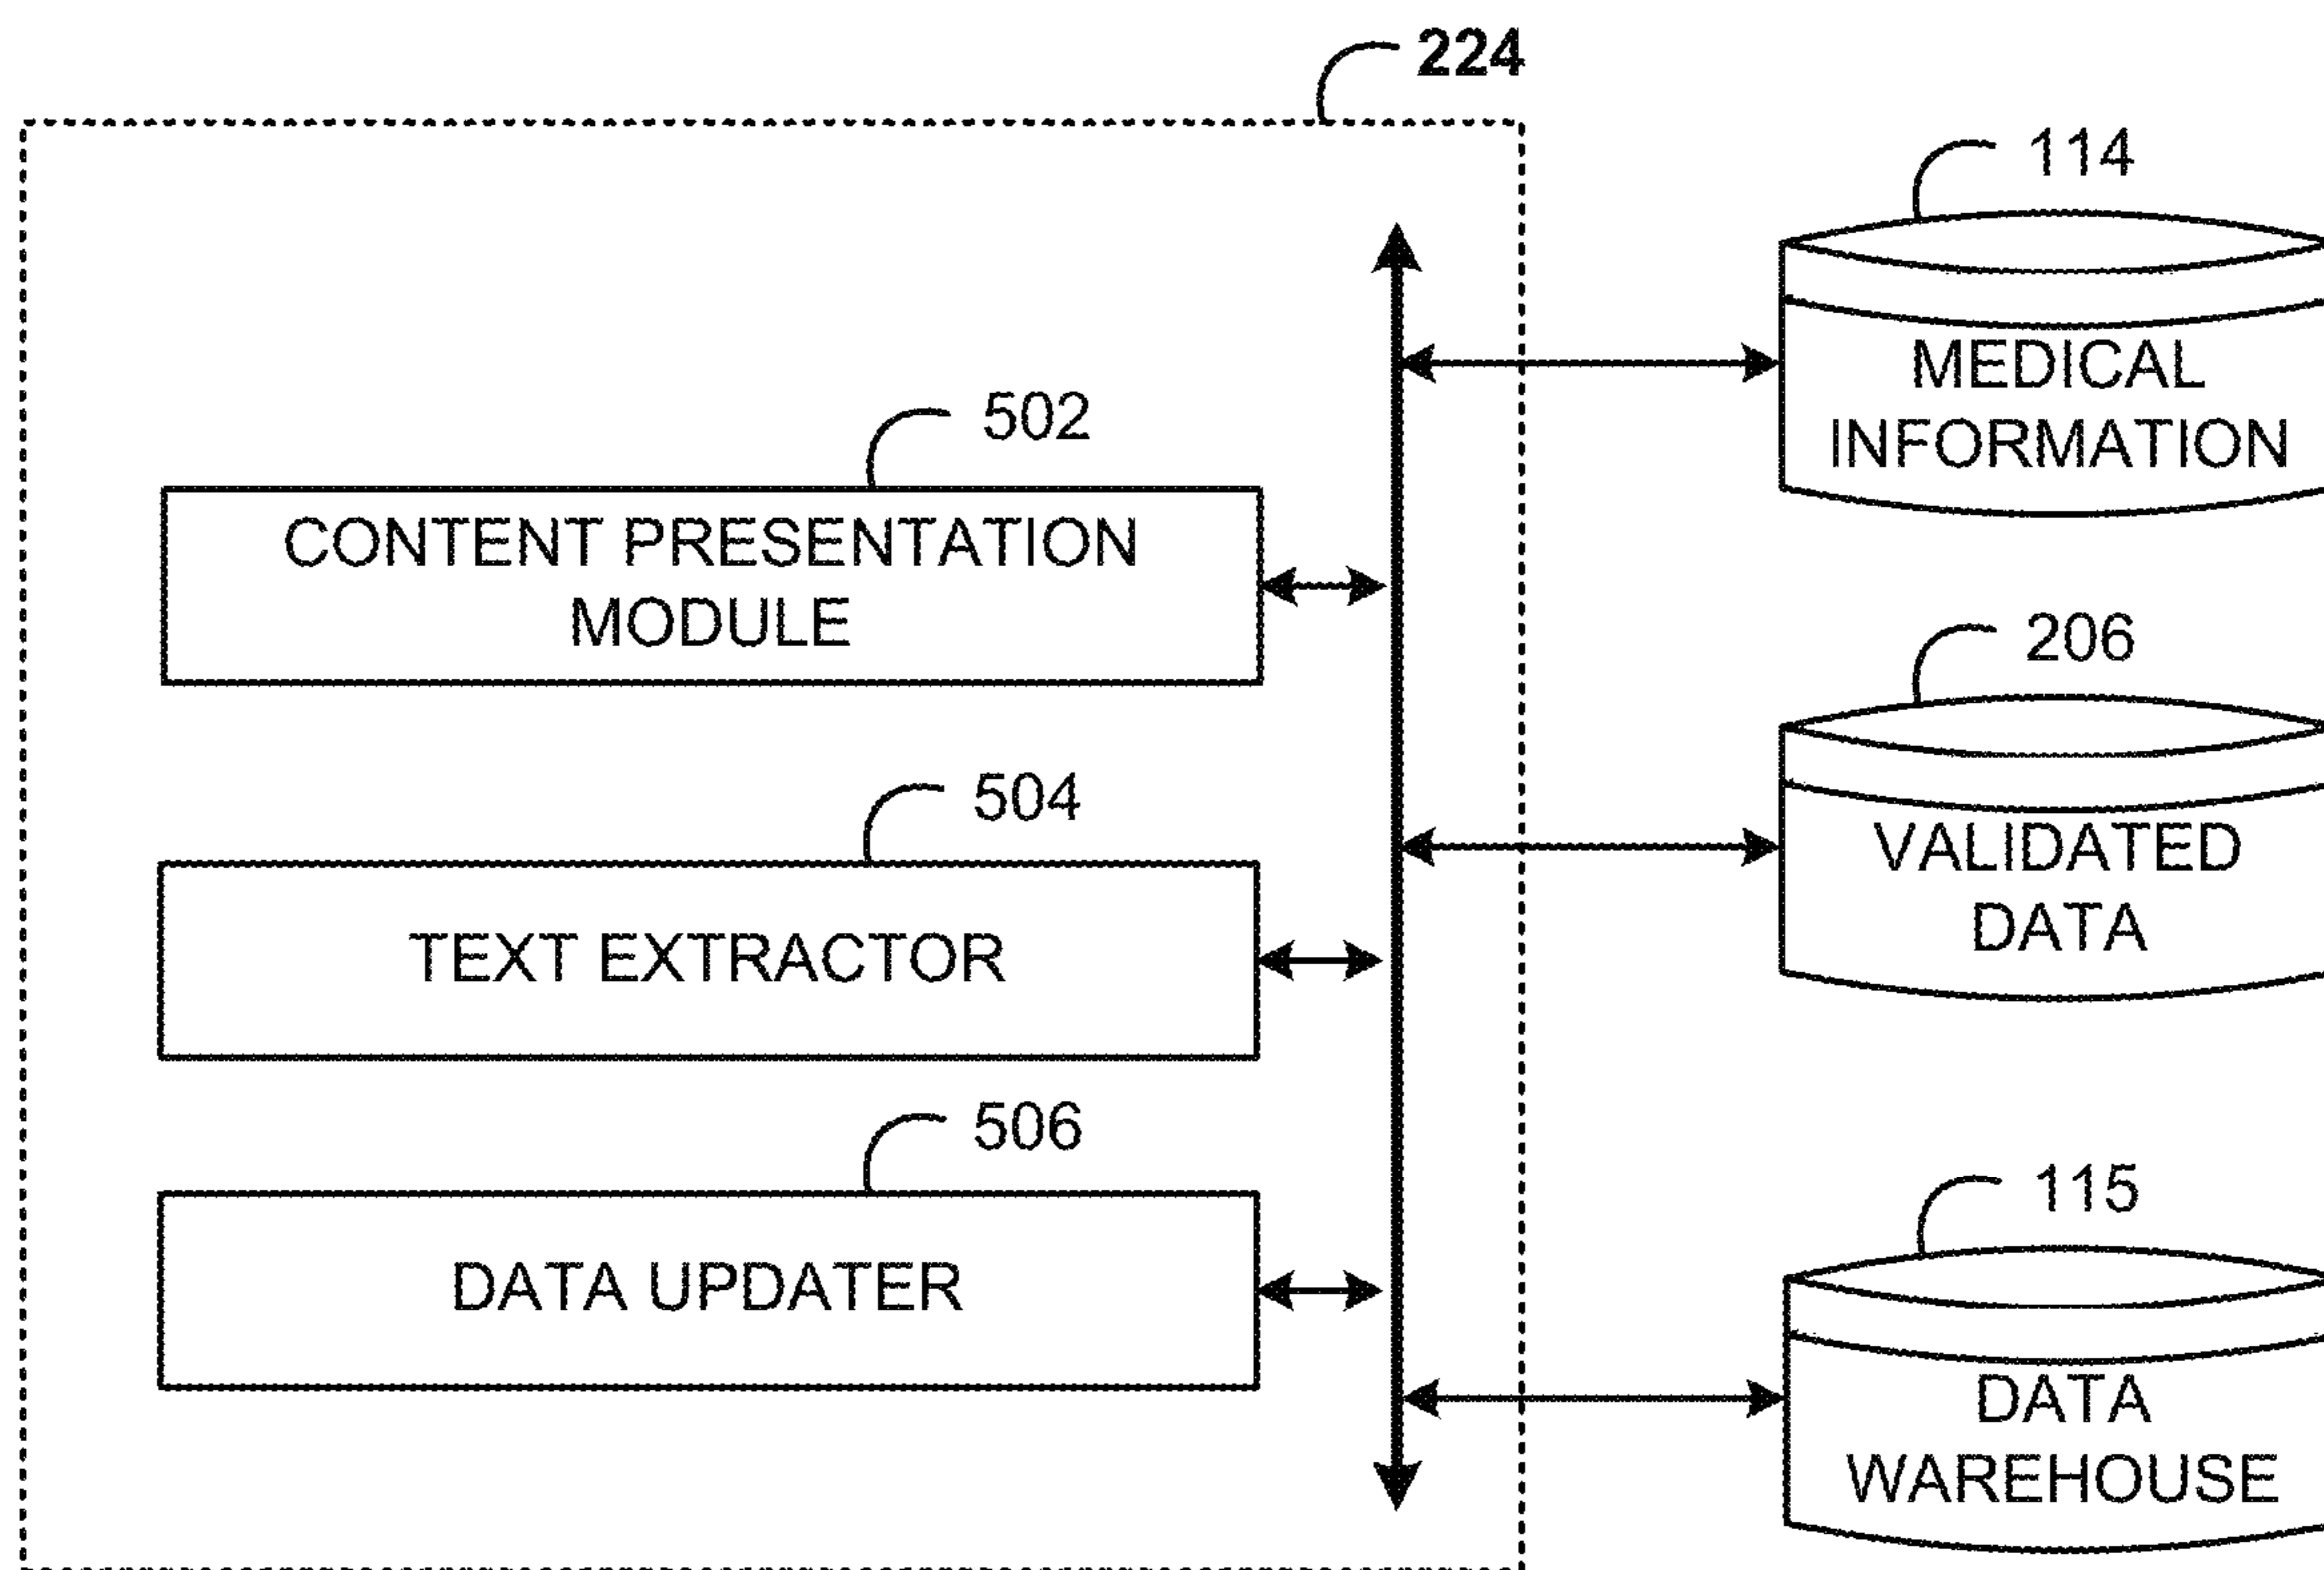 224
114
MEDICAL
INFORMATION
502
CONTENT PRESENTATION
MODULE
206
VALIDATED
DATA
504
TEXT EXTRACTOR
506
DATA UPDATER
115
DATA
WAREHOUSE